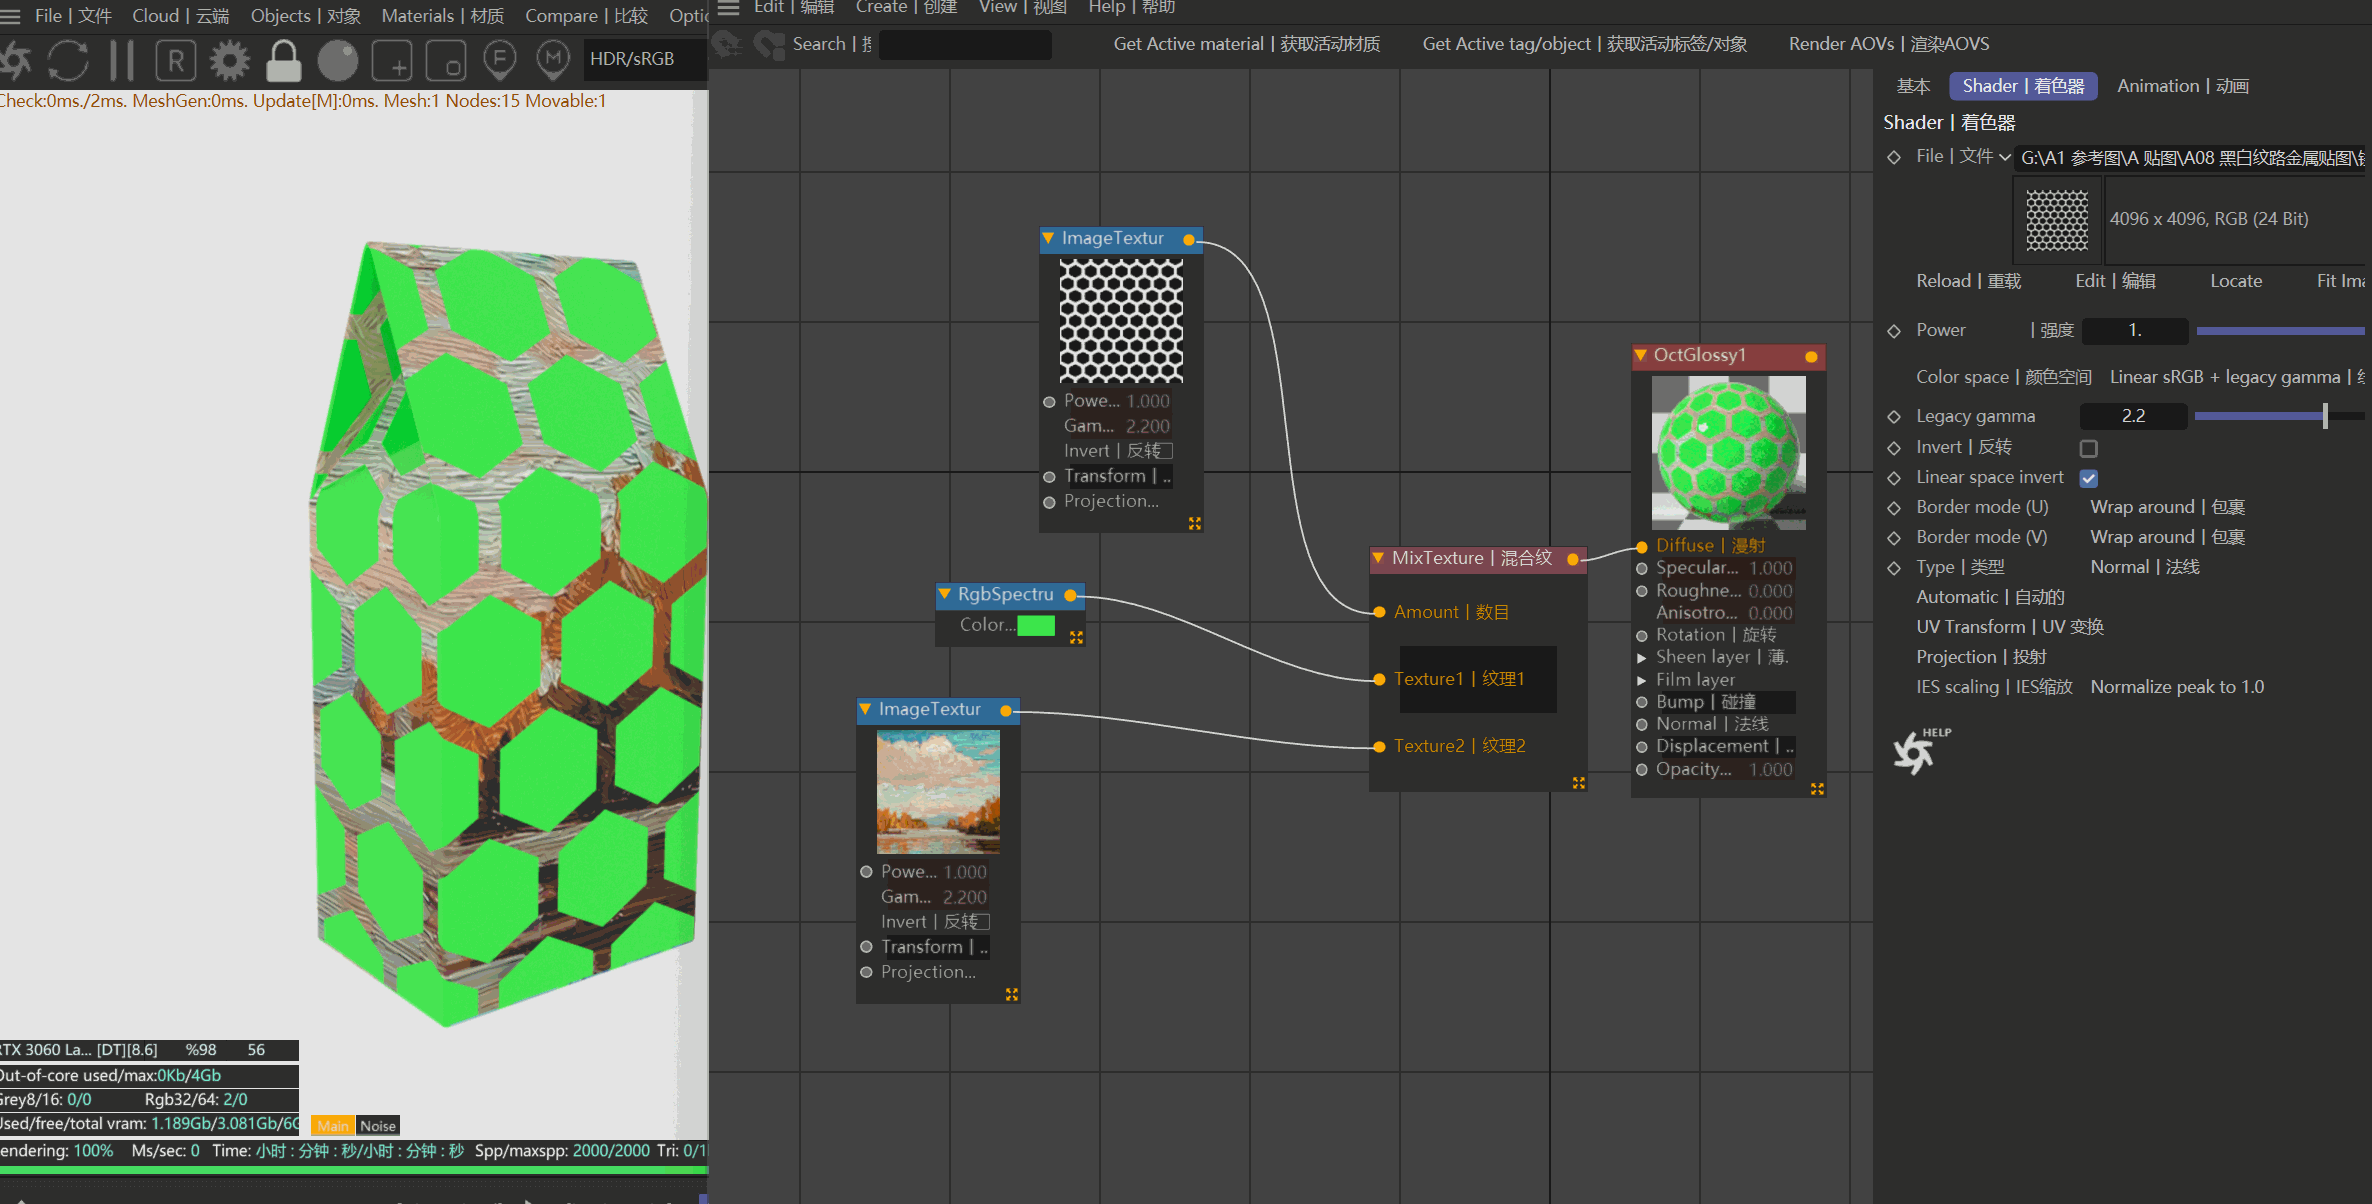 File | 文件 Cloud | 云端 Objects | 对象 Materials | 材质 Compare | 比较
Edit | 编辑 Create | 创建 View | 视图 Help | 帮助
R + F M HDR/sRGB
Search | Get Active material | 获取活动材质 Get Active tag/object | 获取活动标签/对象 Render AOVs | 渲染AOVS
Check:0ms./2ms. MeshGen:0ms. Update[M]:0ms. Mesh:1 Nodes:15 Movable:1
基本 Shader | 着色器 Animation | 动画
Shader | 着色器
File | 文件 G:\A1 参考图\A 贴图\A08 黑白纹路金属贴图\
4096 x 4096, RGB (24 Bit)
Reload | 重载 Edit | 编辑 Locate Fit Ima
Power | 强度 1.
Color space | 颜色空间 Linear sRGB + legacy gamma |
Legacy gamma 2.2
Invert | 反转
Linear space invert
Border mode (U) Wrap around | 包裹
Border mode (V) Wrap around | 包裹
Type | 类型 Normal | 法线
Automatic | 自动的
UV Transform | UV 变换
Projection | 投射
IES scaling | IES缩放 Normalize peak to 1.0
HELP
ImageTextur
Powe... 1.000
Gam... 2.200
Invert | 反转
Transform | ..
Projection...
RgbSpectru
Color...
ImageTextur
Powe... 1.000
Gam... 2.200
Invert | 反转
Transform | ..
Projection...
MixTexture | 混合纹
Amount | 数目
Texture1 | 纹理1
Texture2 | 纹理2
OctGlossy1
Diffuse | 漫射
Specular... 1.000
Roughne... 0.000
Anisotro... 0.000
Rotation | 旋转
Sheen layer | 薄.
Film layer
Bump | 碰撞
Normal | 法线
Displacement | ..
Opacity... 1.000
RTX 3060 La... [DT][8.6] %98 56
Out-of-core used/max:0Kb/4Gb
Grey8/16: 0/0 Rgb32/64: 2/0
Used/free/total vram: 1.189Gb/3.081Gb/6G
Main Noise
endering: 100% Ms/sec: 0 Time: 小时 : 分钟 : 秒/小时 : 分钟 : 秒 Spp/maxspp: 2000/2000 Tri: 0/1